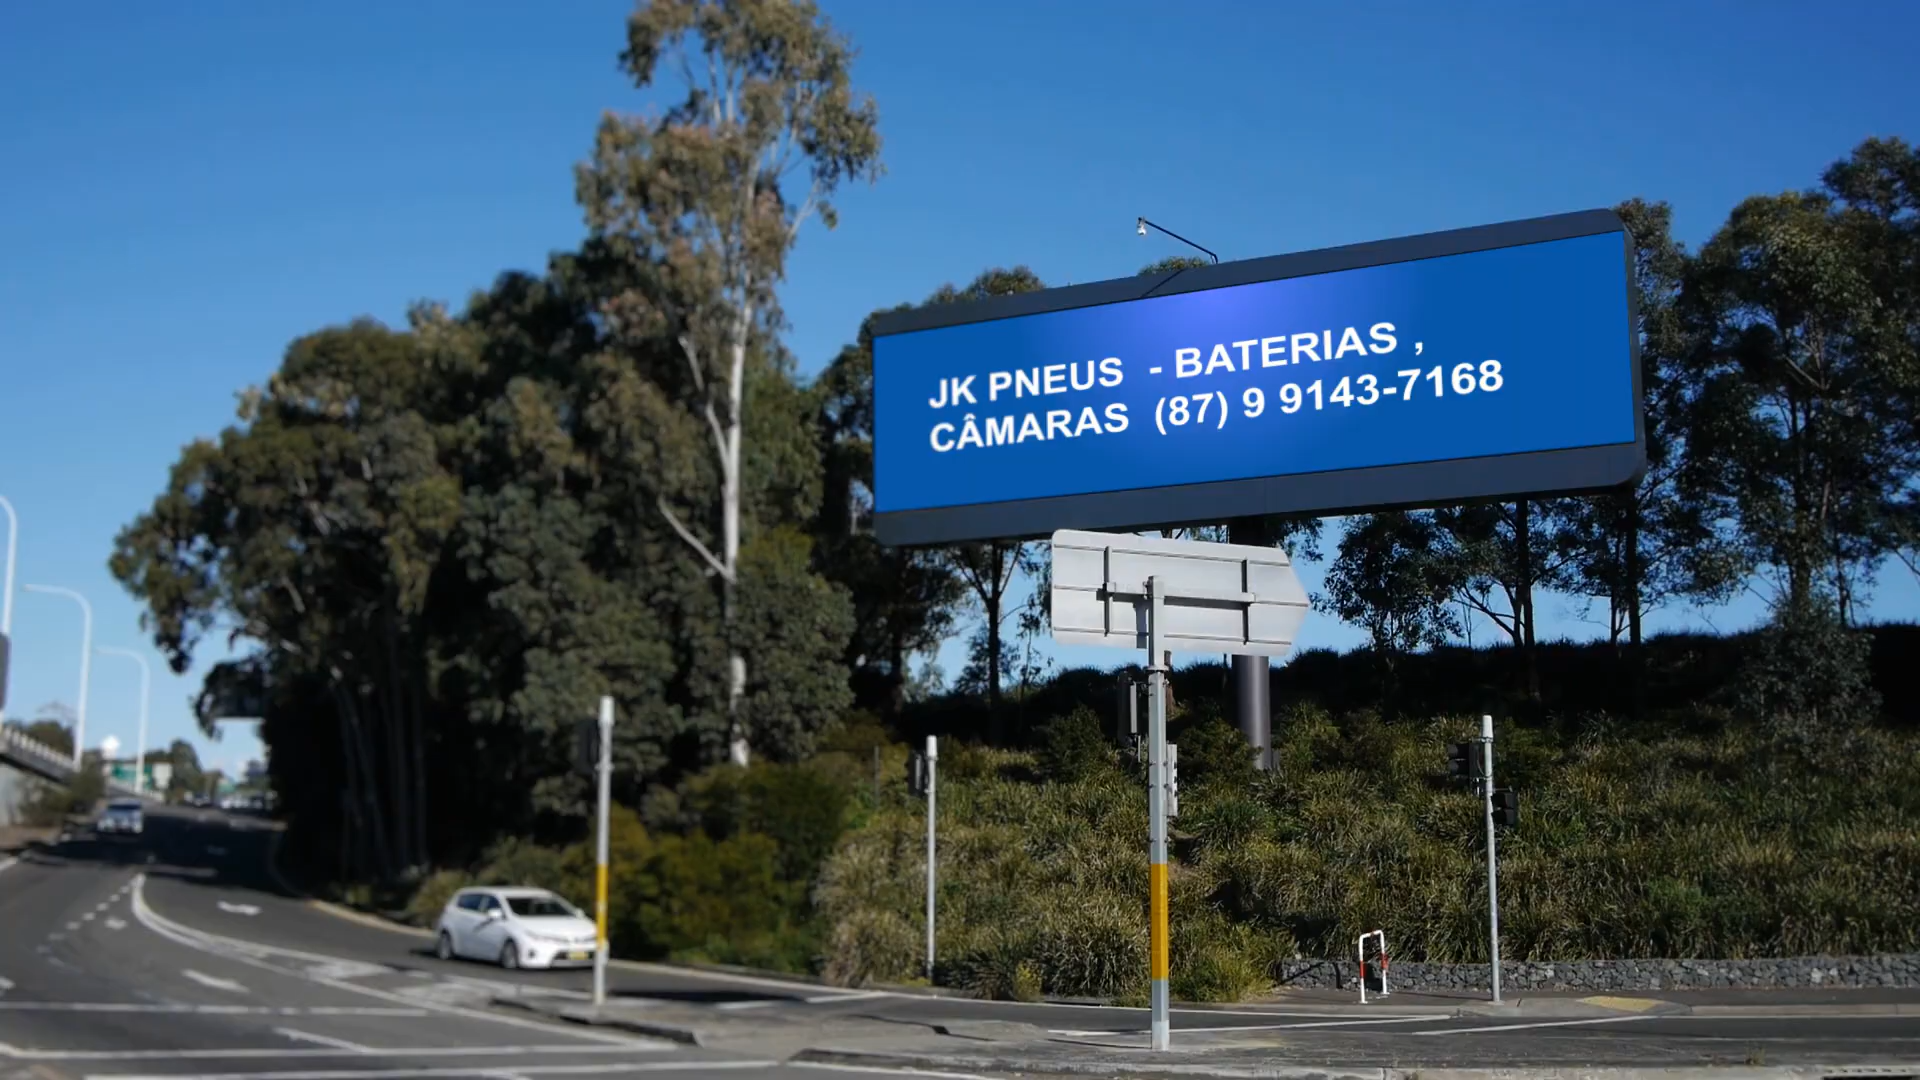 JK PNEUS - BATERIAS ,
CÂMARAS (87) 9 9143-7168